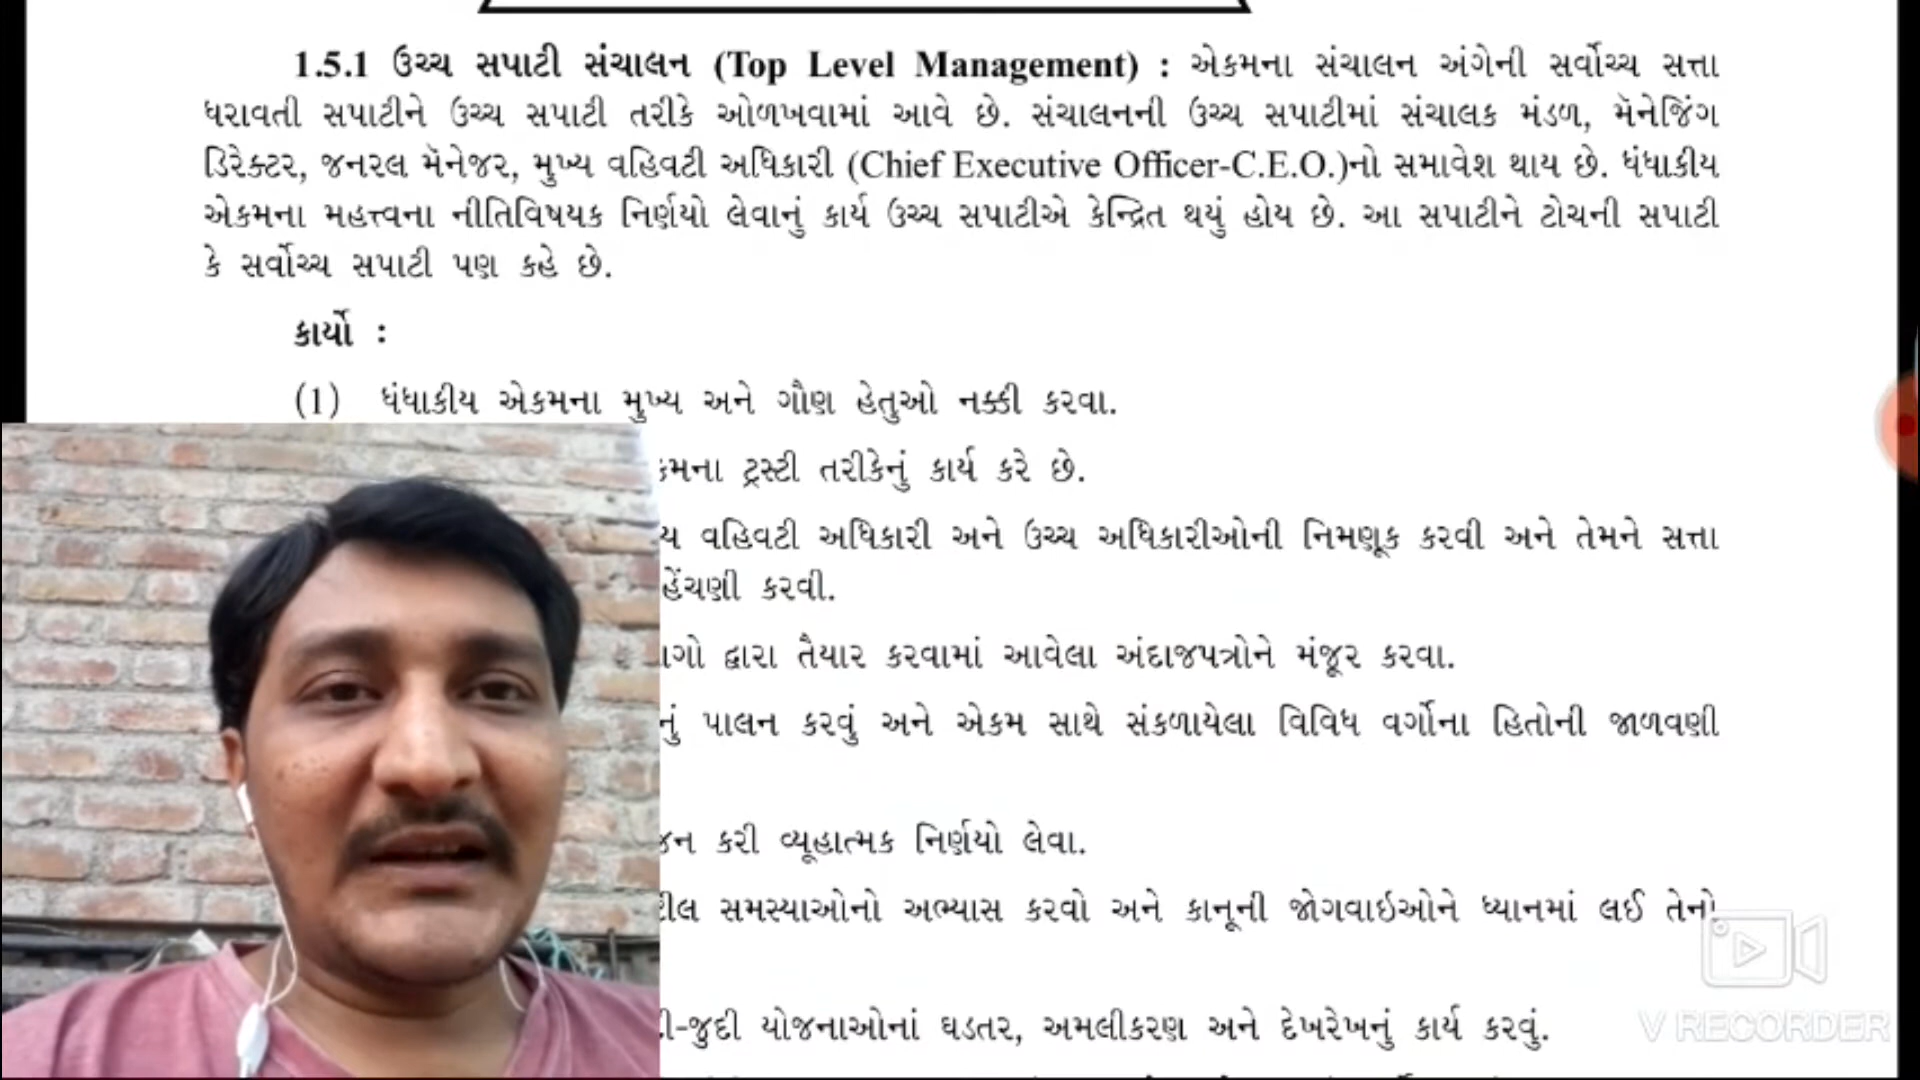 1.5.1 ઉચ્ચ સપાટી સંચાલન (Top Level Management) : એકમના સંચાલન અંગેની સર્વોચ્ચ સત્તા
ધરાવતી સપાટીને ઉચ્ચ સપાટી તરીકે ઓળખવામાં આવે છે. સંચાલનની ઉચ્ચ સપાટીમાં સંચાલક મંડળ, મૅનેજિંગ
ડિરેક્ટર, જનરલ મૅનેજર, મુખ્ય વહિવટી અધિકારી (Chief Executive Officer-C.E.O.)નો સમાવેશ થાય છે. ધંધાકીય
એકમના મહત્ત્વના નીતિવિષયક નિર્ણયો લેવાનું કાર્ય ઉચ્ચ સપાટીએ કેન્દ્રિત થયું હોય છે. આ સપાટીને ટોચની સપાટી
કે સર્વોચ્ચ સપાટી પણ કહે છે.
કાર્યો :
(1) ધંધાકીય એકમના મુખ્ય અને ગૌણ હેતુઓ નક્કી કરવા.
ટ્રસ્ટી તરીકેનું કાર્ય કરે છે.
વહિવટી અધિકારી અને ઉચ્ચ અધિકારીઓની નિમણૂક કરવી અને તેમને સત્તા
કરવી.
દ્વારા તૈયાર કરવામાં આવેલા અંદાજપત્રોને મંજૂર કરવા.
પાલન કરવું અને એકમ સાથે સંકળાયેલા વિવિધ વર્ગોના હિતોની જાળવણી
કરી વ્યૂહાત્મક નિર્ણયો લેવા.
સમસ્યાઓનો અભ્યાસ કરવો અને કાનૂની જોગવાઇઓને ધ્યાનમાં લઈ તેનો
યોજનાઓનાં ઘડતર, અમલીકરણ અને દેખરેખનું કાર્ય કરવું.
V RECORDER